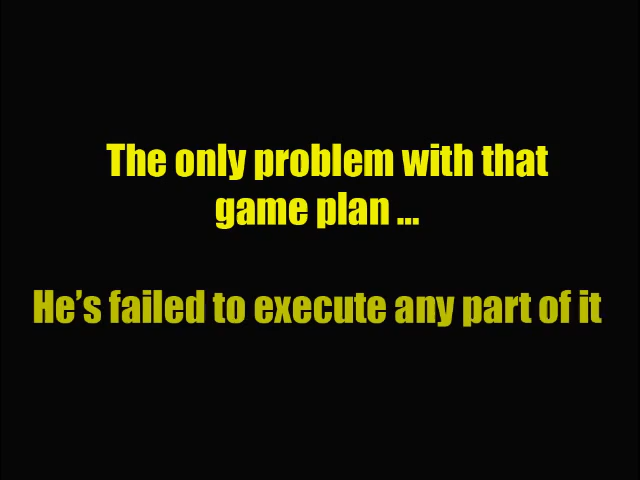 The only problem with that
game plan ...
He’s failed to execute any part of it